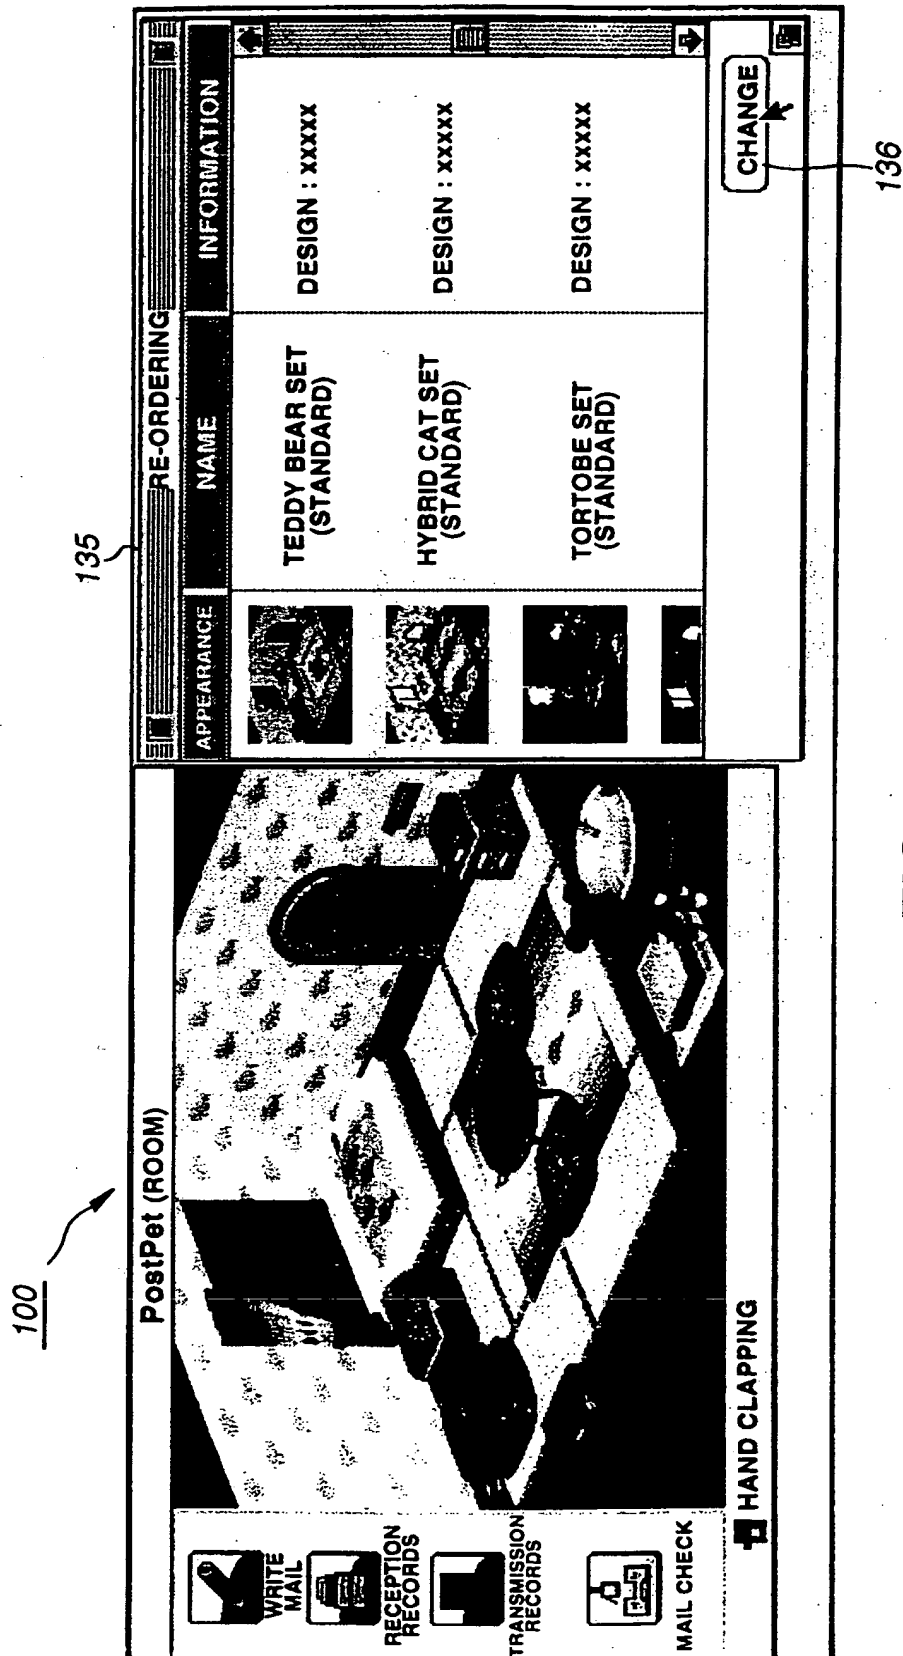 100
PostPet (ROOM)
WRITE
MAIL
RECEPTION
RECORDS
TRANSMISSION
RECORDS
MAIL CHECK
HAND CLAPPING
135
RE-ORDERING
APPEARANCE
NAME
INFORMATION
TEDDY BEAR SET
(STANDARD)
DESIGN : xxxxx
HYBRID CAT SET
(STANDARD)
DESIGN : xxxxx
TORTOBE SET
(STANDARD)
DESIGN : xxxxx
CHANGE
136